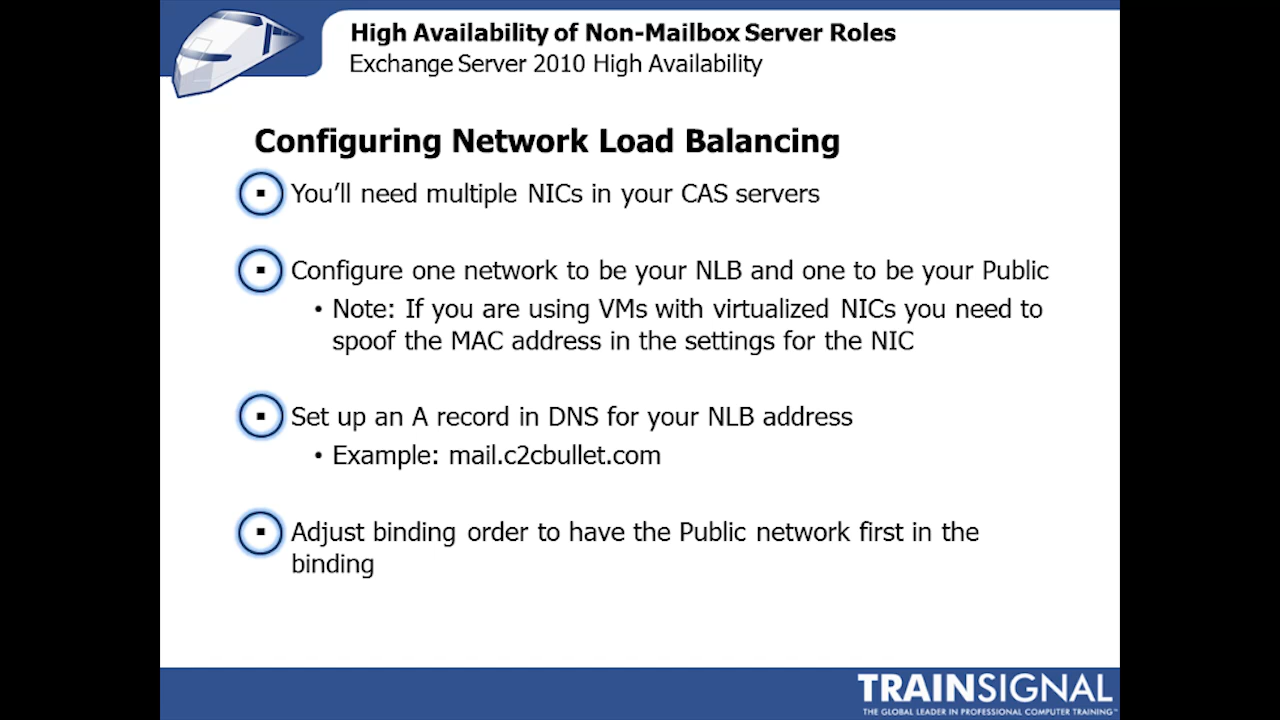 High Availability of Non-Mailbox Server Roles
Exchange Server 2010 High Availability
Configuring Network Load Balancing
▪ You'll need multiple NICs in your CAS servers
▪ Configure one network to be your NLB and one to be your Public
• Note: If you are using VMs with virtualized NICs you need to
spoof the MAC address in the settings for the NIC
▪ Set up an A record in DNS for your NLB address
• Example: mail.c2cbullet.com
▪ Adjust binding order to have the Public network first in the
binding
TRAINSIGNAL
THE GLOBAL LEADER IN PROFESSIONAL COMPUTER TRAINING™